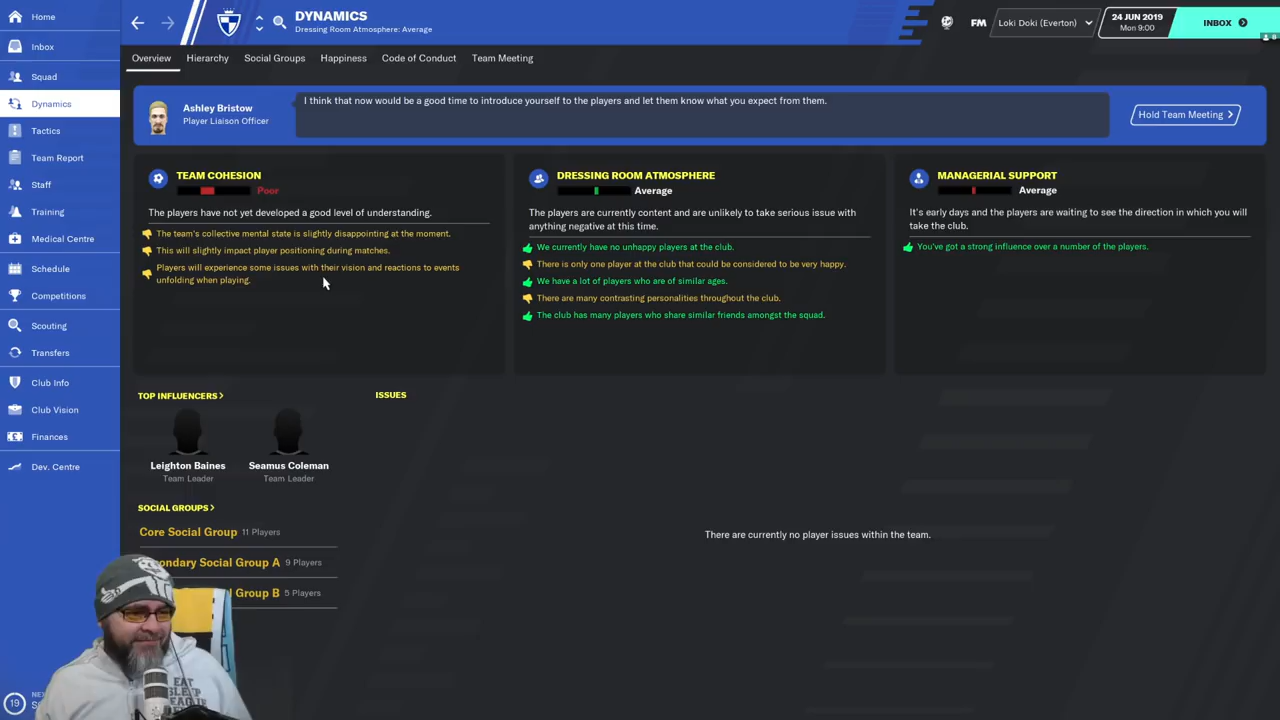 Home
Inbox
Squad
Dynamics
Tactics
Team Report
Staff
Training
Medical Centre
Schedule
Competitions
Scouting
Transfers
Club Info
Club Vision
Finances
Dev. Centre
19
DYNAMICS
Dressing Room Atmosphere: Average
FM
Loki Doki (Everton)
24 JUN 2019
Mon 9:00
INBOX
Overview
Hierarchy
Social Groups
Happiness
Code of Conduct
Team Meeting
Ashley Bristow
Player Liaison Officer
I think that now would be a good time to introduce yourself to the players and let them know what you expect from them.
Hold Team Meeting
TEAM COHESION
Poor
The players have not yet developed a good level of understanding.
The team's collective mental state is slightly disappointing at the moment.
This will slightly impact player positioning during matches.
Players will experience some issues with their vision and reactions to events
unfolding when playing.
DRESSING ROOM ATMOSPHERE
Average
The players are currently content and are unlikely to take serious issue with
anything negative at this time.
We currently have no unhappy players at the club.
There is only one player at the club that could be considered to be very happy.
We have a lot of players who are of similar ages.
There are many contrasting personalities throughout the club.
The club has many players who share similar friends amongst the squad.
MANAGERIAL SUPPORT
Average
It's early days and the players are waiting to see the direction in which you will
take the club.
You've got a strong influence over a number of the players.
TOP INFLUENCERS
Leighton Baines
Team Leader
Seamus Coleman
Team Leader
ISSUES
There are currently no player issues within the team.
SOCIAL GROUPS
Core Social Group 11 Players
Social Group A 9 Players
Group B 5 Players
EAT
SLEEP